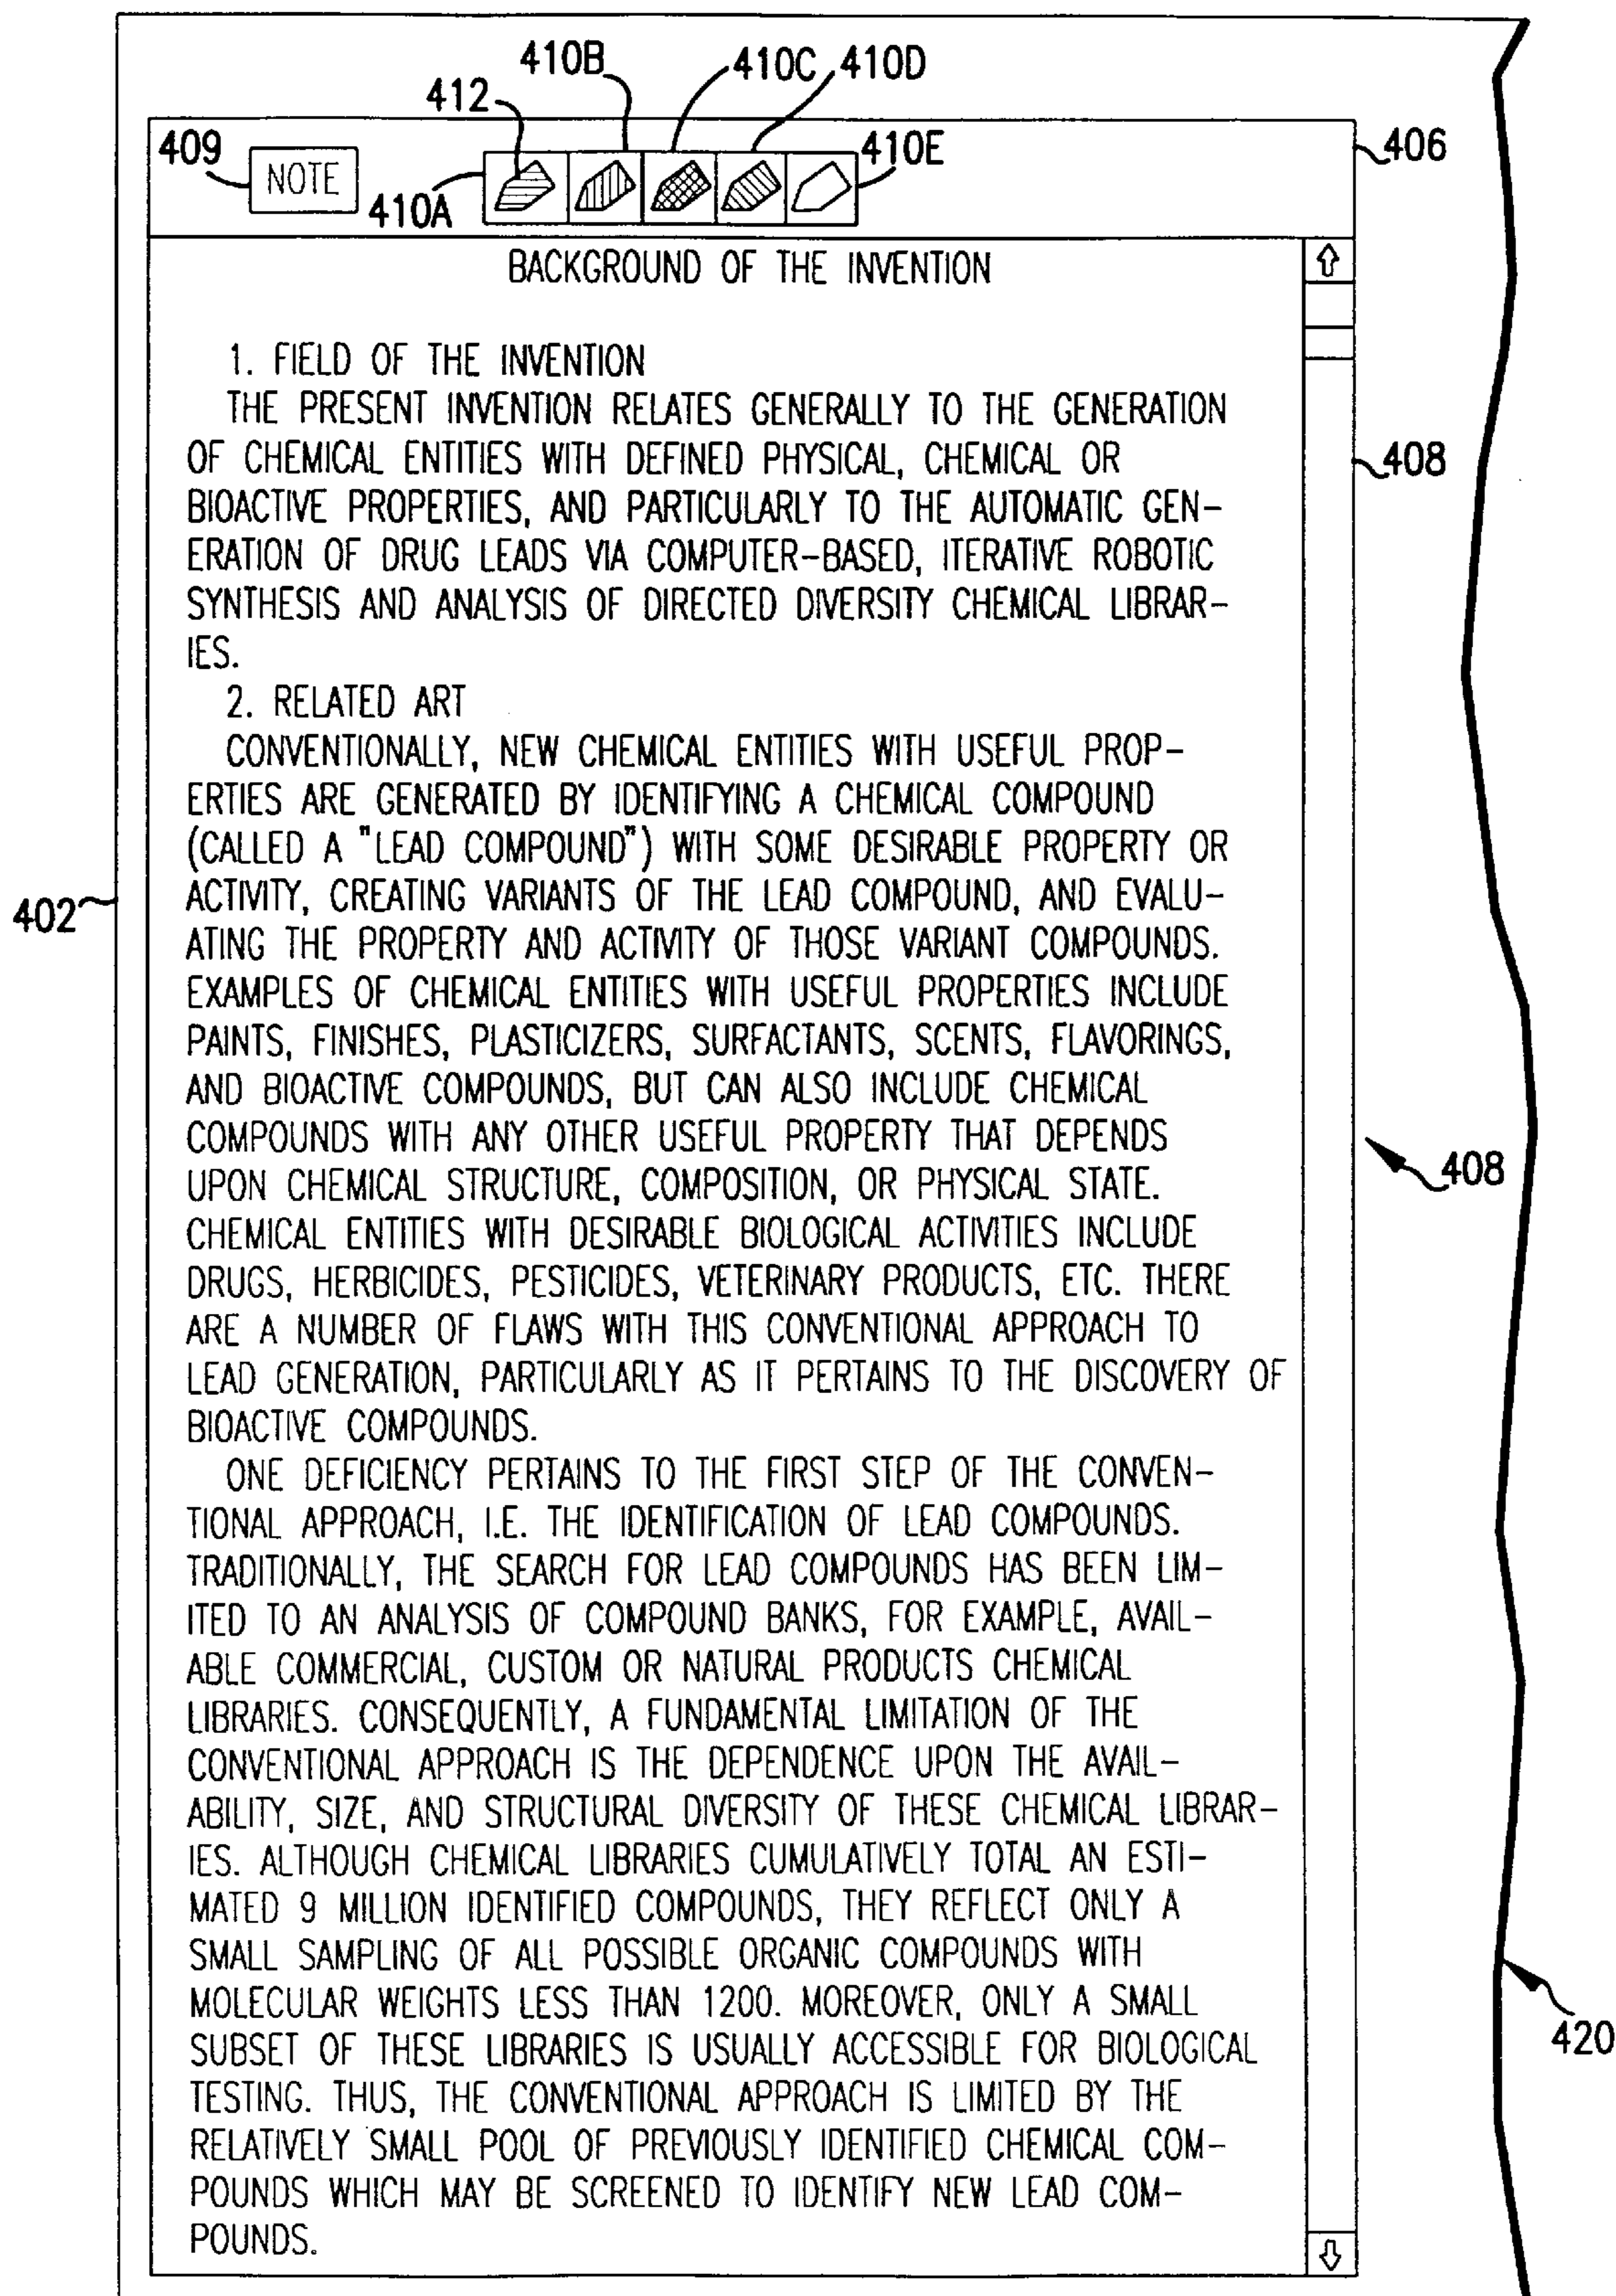 410B
410C
410D
412
409
NOTE
410A
410E
406
BACKGROUND OF THE INVENTION
1. FIELD OF THE INVENTION
THE PRESENT INVENTION RELATES GENERALLY TO THE GENERATION
OF CHEMICAL ENTITIES WITH DEFINED PHYSICAL, CHEMICAL OR
408
BIOACTIVE PROPERTIES, AND PARTICULARLY TO THE AUTOMATIC GEN-
ERATION OF DRUG LEADS VIA COMPUTER-BASED, ITERATIVE ROBOTIC
SYNTHESIS AND ANALYSIS OF DIRECTED DIVERSITY CHEMICAL LIBRAR-
IES.
2. RELATED ART
CONVENTIONALLY, NEW CHEMICAL ENTITIES WITH USEFUL PROP-
ERTIES ARE GENERATED BY IDENTIFYING A CHEMICAL COMPOUND
(CALLED A "LEAD COMPOUND") WITH SOME DESIRABLE PROPERTY OR
ACTIVITY, CREATING VARIANTS OF THE LEAD COMPOUND, AND EVALU-
402
ATING THE PROPERTY AND ACTIVITY OF THOSE VARIANT COMPOUNDS.
EXAMPLES OF CHEMICAL ENTITIES WITH USEFUL PROPERTIES INCLUDE
PAINTS, FINISHES, PLASTICIZERS, SURFACTANTS, SCENTS, FLAVORINGS,
AND BIOACTIVE COMPOUNDS, BUT CAN ALSO INCLUDE CHEMICAL
COMPOUNDS WITH ANY OTHER USEFUL PROPERTY THAT DEPENDS
UPON CHEMICAL STRUCTURE, COMPOSITION, OR PHYSICAL STATE.
408
CHEMICAL ENTITIES WITH DESIRABLE BIOLOGICAL ACTIVITIES INCLUDE
DRUGS, HERBICIDES, PESTICIDES, VETERINARY PRODUCTS, ETC. THERE
ARE A NUMBER OF FLAWS WITH THIS CONVENTIONAL APPROACH TO
LEAD GENERATION, PARTICULARLY AS IT PERTAINS TO THE DISCOVERY OF
BIOACTIVE COMPOUNDS.
ONE DEFICIENCY PERTAINS TO THE FIRST STEP OF THE CONVEN-
TIONAL APPROACH, I.E. THE IDENTIFICATION OF LEAD COMPOUNDS.
TRADITIONALLY, THE SEARCH FOR LEAD COMPOUNDS HAS BEEN LIM-
ITED TO AN ANALYSIS OF COMPOUND BANKS, FOR EXAMPLE, AVAIL-
ABLE COMMERCIAL, CUSTOM OR NATURAL PRODUCTS CHEMICAL
LIBRARIES. CONSEQUENTLY, A FUNDAMENTAL LIMITATION OF THE
CONVENTIONAL APPROACH IS THE DEPENDENCE UPON THE AVAIL-
ABILITY, SIZE, AND STRUCTURAL DIVERSITY OF THESE CHEMICAL LIBRAR-
IES. ALTHOUGH CHEMICAL LIBRARIES CUMULATIVELY TOTAL AN ESTI-
MATED 9 MILLION IDENTIFIED COMPOUNDS, THEY REFLECT ONLY A
SMALL SAMPLING OF ALL POSSIBLE ORGANIC COMPOUNDS WITH
MOLECULAR WEIGHTS LESS THAN 1200. MOREOVER, ONLY A SMALL
420
SUBSET OF THESE LIBRARIES IS USUALLY ACCESSIBLE FOR BIOLOGICAL
TESTING. THUS, THE CONVENTIONAL APPROACH IS LIMITED BY THE
RELATIVELY SMALL POOL OF PREVIOUSLY IDENTIFIED CHEMICAL COM-
POUNDS WHICH MAY BE SCREENED TO IDENTIFY NEW LEAD COM-
POUNDS.